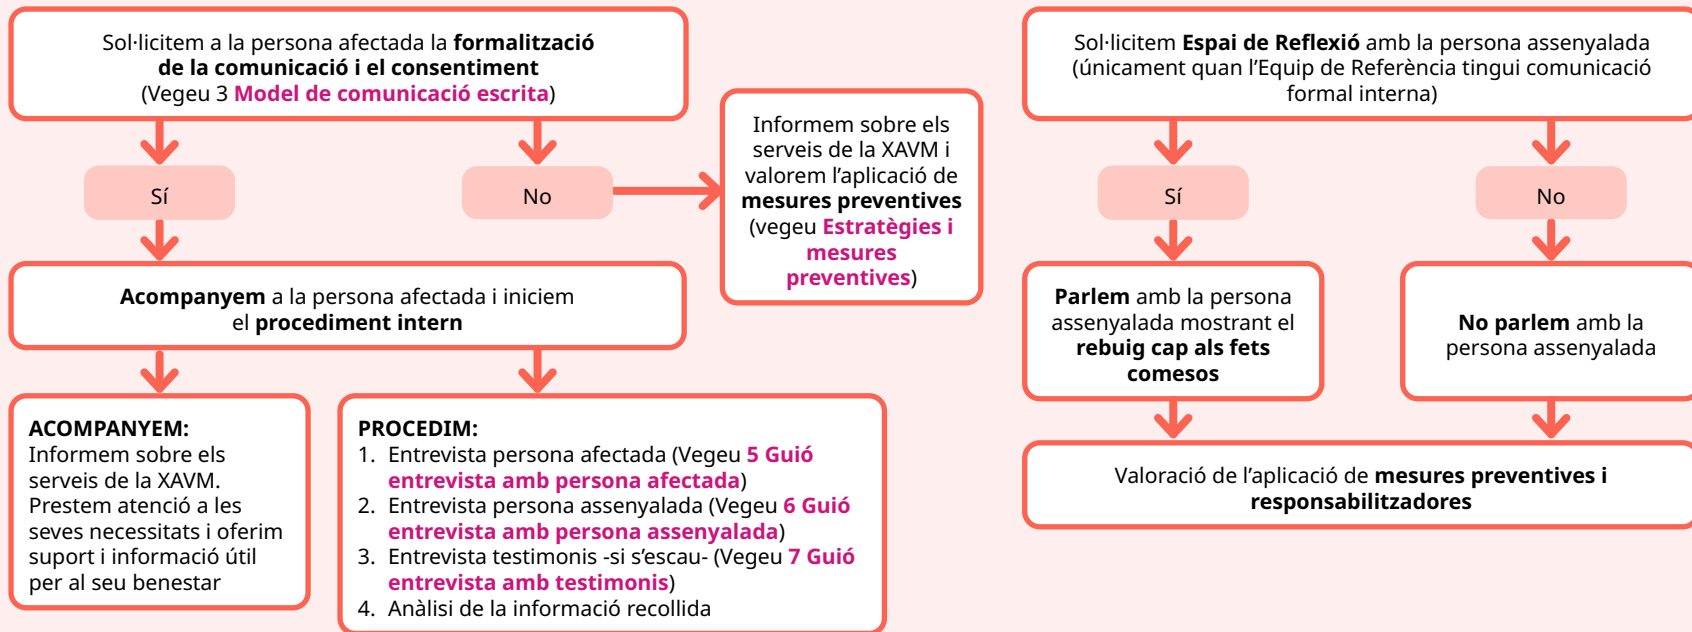 Sol·licitem a la persona afectada la formalització
de la comunicació i el consentiment
(Vegeu 3 Model de comunicació escrita)
Sí
No
Informem sobre els
serveis de la XAVM i
valorem l’aplicació de
mesures preventives
(vegeu Estratègies i
mesures
preventives)
Acompanyem a la persona afectada i iniciem
el procediment intern
ACOMPANYEM:
Informem sobre els
serveis de la XAVM.
Prestem atenció a les
seves necessitats i oferim
suport i informació útil
per al seu benestar
PROCEDIM:
1. Entrevista persona afectada (Vegeu 5 Guió
entrevista amb persona afectada)
2. Entrevista persona assenyalada (Vegeu 6 Guió
entrevista amb persona assenyalada)
3. Entrevista testimonis -si s’escau- (Vegeu 7 Guió
entrevista amb testimonis)
4. Anàlisi de la informació recollida
Sol·licitem Espai de Reflexió amb la persona assenyalada
(únicament quan l’Equip de Referència tingui comunicació
formal interna)
Sí
No
Parlem amb la persona
assenyalada mostrant el
rebuig cap als fets
comesos
No parlem amb la
persona assenyalada
Valoració de l’aplicació de mesures preventives i
responsabilitzadores